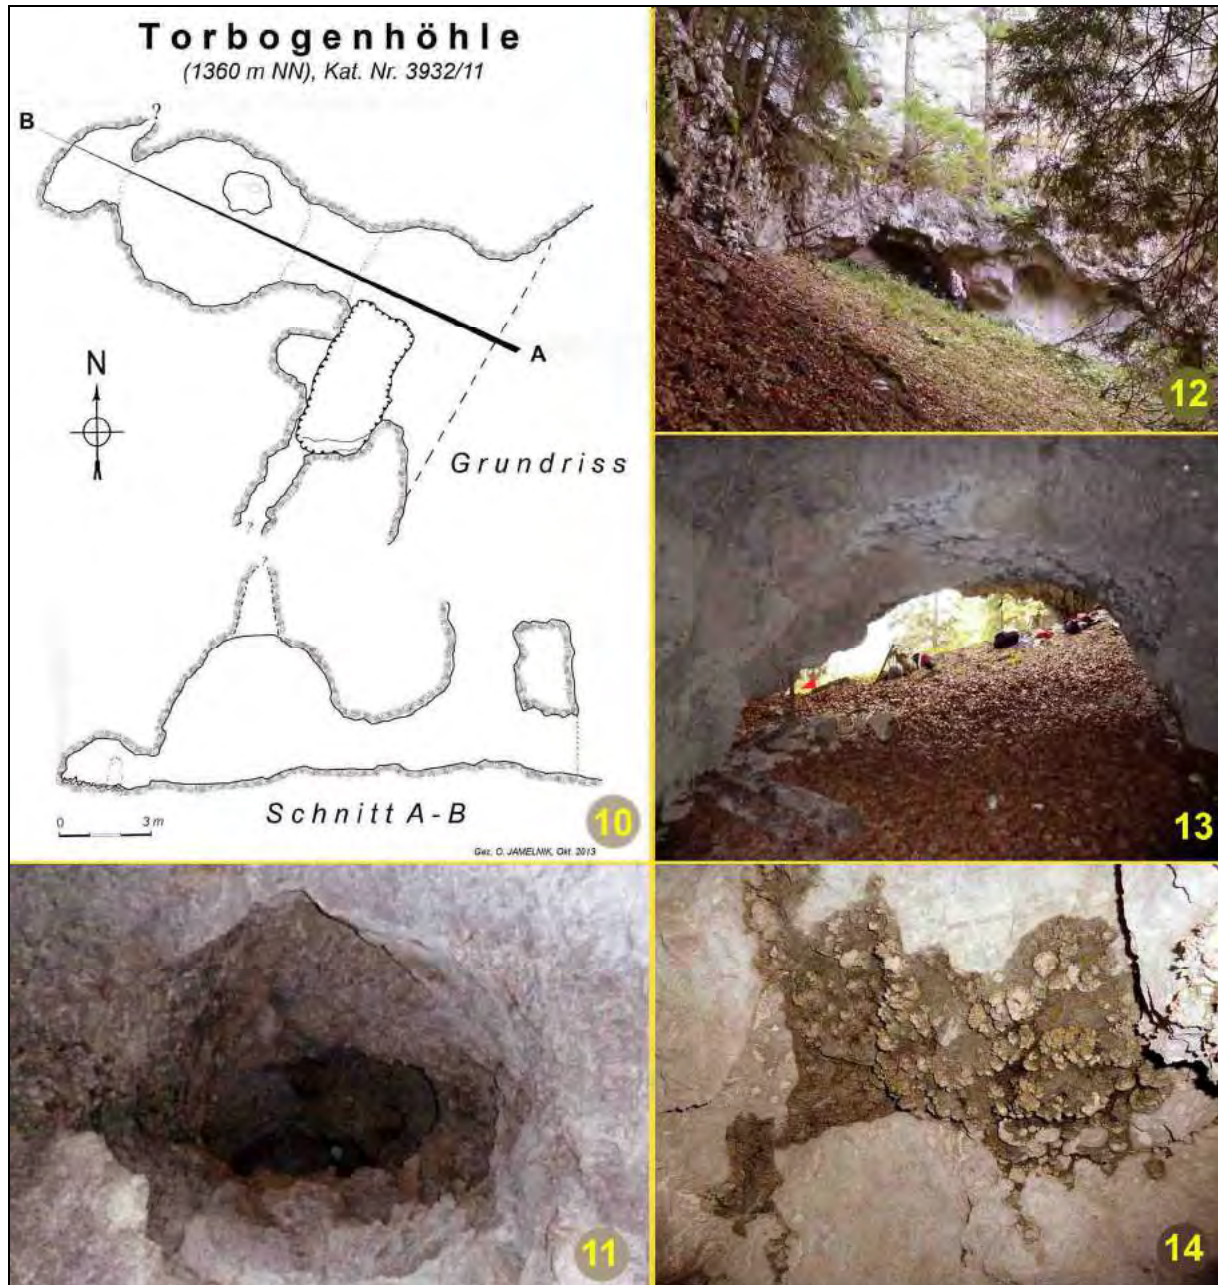 Torbogenhöhle
(1360 m NN), Kat. Nr. 3932/11
?
B
A
N
Grundriss
?
?
Schnitt A-B
0 3 m
Gez. O. JAMELNIK, Okt. 2013
10
12
13
11
14